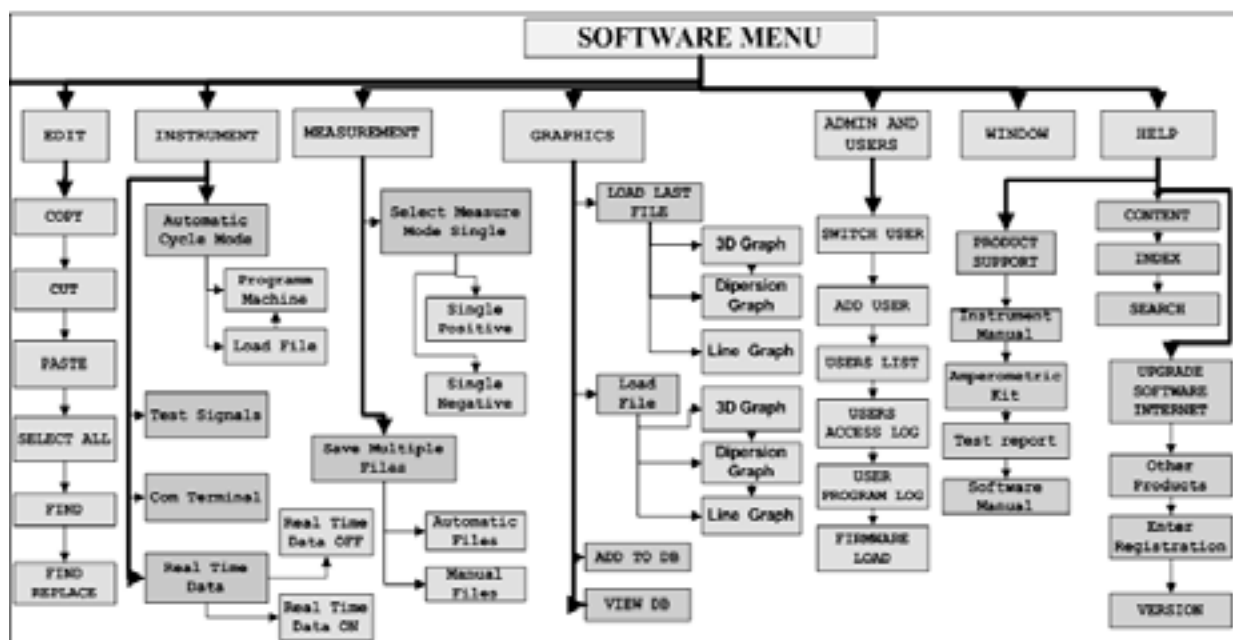 SOFTWARE MENU
EDIT
INSTRUMENT
MEASUREMENT
GRAPHICS
ADMIN AND
USERS
WINDOW
HELP
COPY
CUT
PASTE
SELECT ALL
FIND
FIND
REPLACE
Automatic
Cycle Mode
Programm
Machine
Load File
Test Signals
Com Terminal
Real Time
Data
Real Time
Data OFF
Real Time
Data ON
Select Measure
Mode Single
Single
Positive
Single
Negative
Save Multiple
Files
Automatic
Files
Manual
Files
LOAD LAST
FILE
3D Graph
Dipersion
Graph
Line Graph
Load
File
3D Graph
Dipersion
Graph
Line Graph
ADD TO DB
VIEW DB
SWITCH USER
ADD USER
USERS LIST
USERS
ACCESS LOG
USER
PROGRAM LOG
FIRMWARE
LOAD
PRODUCT
SUPPORT
Instrument
Manual
Amperometric
Kit
Test report
Software
Manual
CONTENT
INDEX
SEARCH
UPGRADE
SOFTWARE
INTERNET
Other
Products
Enter
Registration
VERSION